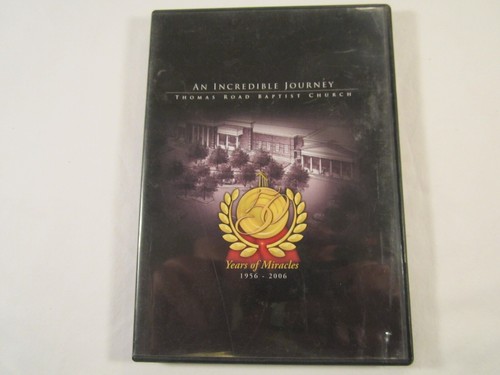 An Incredible Journey
Thomas Road Baptist Church
50
Years of Miracles
1956 - 2006